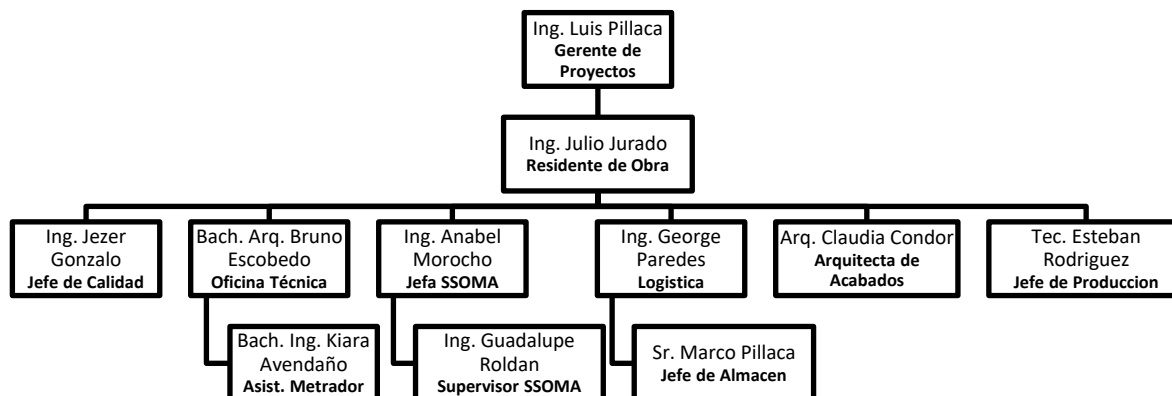 Ing. Luis Pillaca
Gerente de
Proyectos
Ing. Julio Jurado
Residente de Obra
Ing. Jezer
Gonzalo
Jefe de Calidad
Bach. Arq. Bruno
Escobedo
Oficina Técnica
Ing. Anabel
Morocho
Jefa SSOMA
Ing. George
Paredes
Logistica
Arq. Claudia Condor
Arquitecta de
Acabados
Tec. Esteban
Rodriguez
Jefe de Produccion
Bach. Ing. Kiara
Avendaño
Asist. Metrador
Ing. Guadalupe
Roldan
Supervisor SSOMA
Sr. Marco Pillaca
Jefe de Almacen